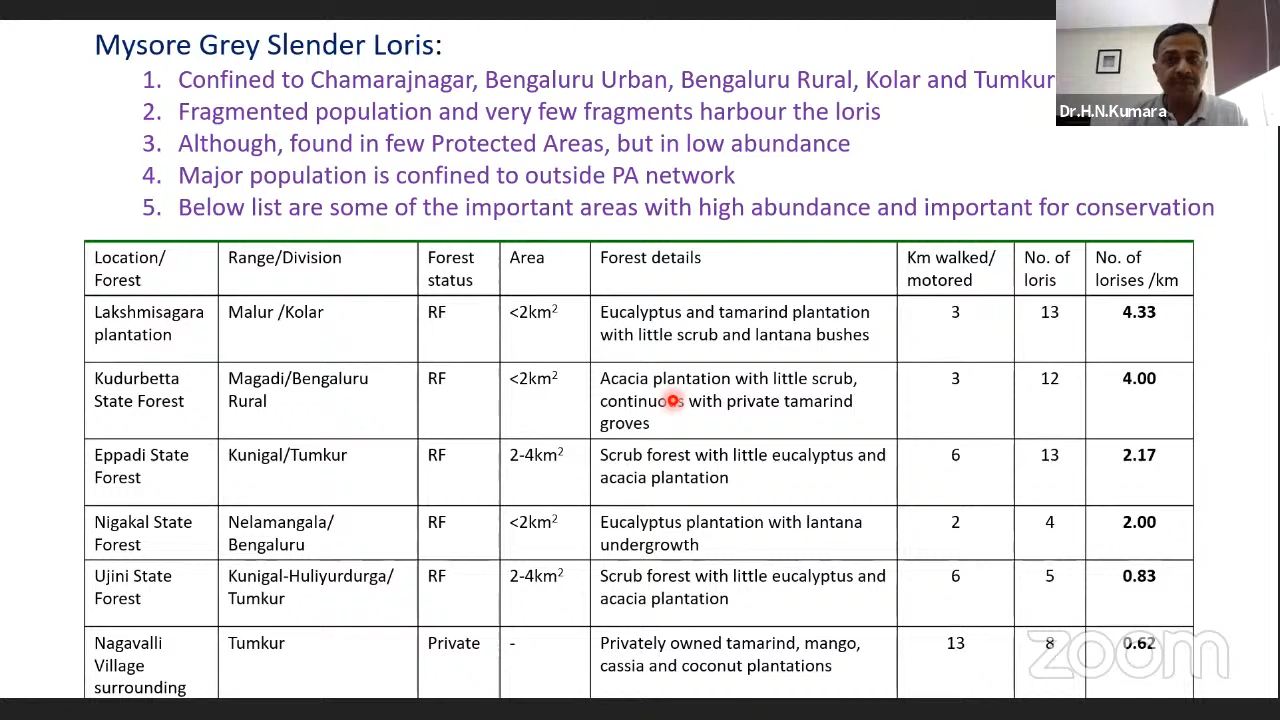 Mysore Grey Slender Loris:
1. Confined to Chamarajnagar, Bengaluru Urban, Bengaluru Rural, Kolar and Tumkur
2. Fragmented population and very few fragments harbour the loris
3. Although, found in few Protected Areas, but in low abundance
4. Major population is confined to outside PA network
5. Below list are some of the important areas with high abundance and important for conservation
Dr.H.N.Kumara
Location/ Range/Division Forest Area Forest details Km walked/ No. of No. of
Forest status motored loris lorises /km
Lakshmisagara Malur /Kolar RF <2km² Eucalyptus and tamarind plantation 3 13 4.33
plantation with little scrub and lantana bushes
Kudurbetta Magadi/Bengaluru RF <2km² Acacia plantation with little scrub, 3 12 4.00
State Forest Rural continuous with private tamarind
groves
Eppadi State Kunigal/Tumkur RF 2-4km² Scrub forest with little eucalyptus and 6 13 2.17
Forest acacia plantation
Nigakal State Nelamangala/ RF <2km² Eucalyptus plantation with lantana 2 4 2.00
Forest Bengaluru undergrowth
Ujini State Kunigal-Huliyurdurga/ RF 2-4km² Scrub forest with little eucalyptus and 6 5 0.83
Forest Tumkur acacia plantation
Nagavalli Tumkur Private - Privately owned tamarind, mango, 13 8 0.62
Village cassia and coconut plantations
surrounding
zoom